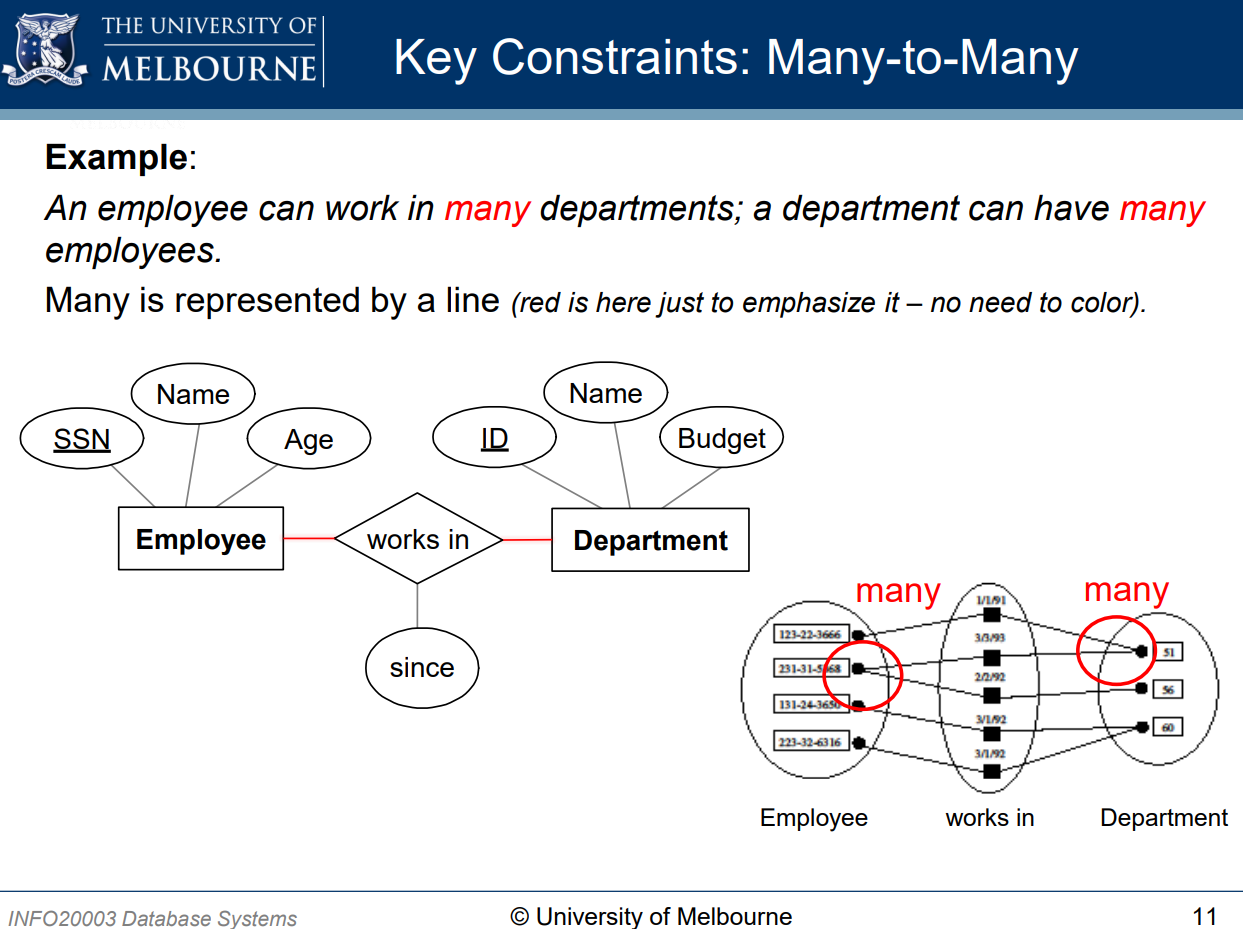 THE UNIVERSITY OF
MELBOURNE
POSTERA CRESCAM LAUDE
Key Constraints: Many-to-Many
Example:
An employee can work in many departments; a department can have many
employees.
Many is represented by a line (red is here just to emphasize it – no need to color).
Name
SSN
Age
Employee
works in
since
Name
ID
Budget
Department
many
many
123-22-3666
231-31-5368
131-24-3650
223-32-6316
1/1/91
3/3/93
2/2/92
3/1/92
3/1/92
51
56
60
Employee
works in
Department
INFO20003 Database Systems
© University of Melbourne
11